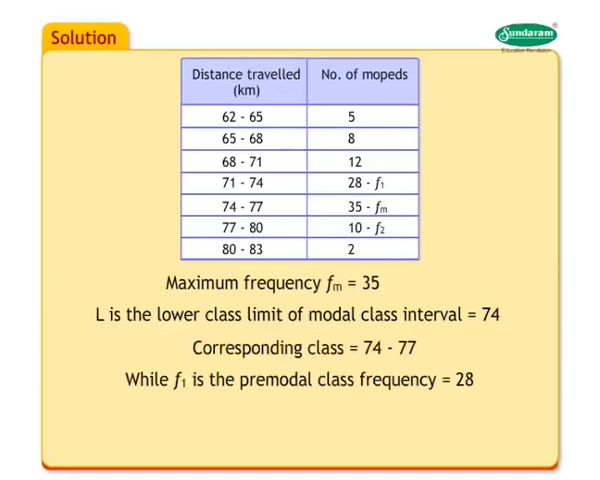 Solution
Sundaram
®
Education Revolution
Distance travelled (km) No. of mopeds
62 - 65 5
65 - 68 8
68 - 71 12
71 - 74 28 - f₁
74 - 77 35 - fₘ
77 - 80 10 - f₂
80 - 83 2
Maximum frequency fₘ = 35
L is the lower class limit of modal class interval = 74
Corresponding class = 74 - 77
While f₁ is the premodal class frequency = 28